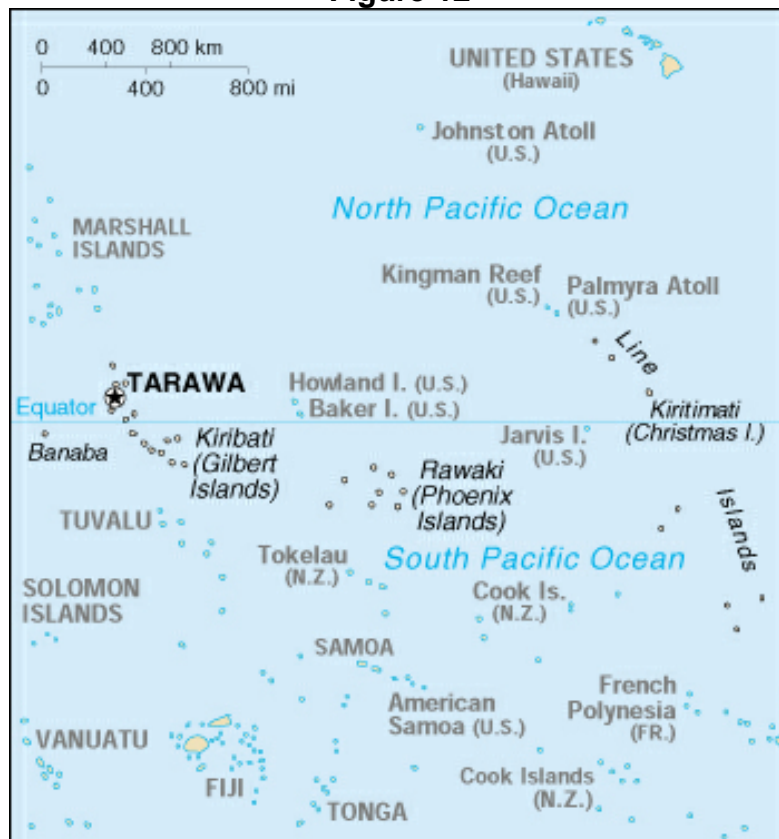 Figure 12
0 400 800 km
0 400 800 mi
UNITED STATES
(Hawaii)
Johnston Atoll
(U.S.)
North Pacific Ocean
MARSHALL
ISLANDS
Kingman Reef
(U.S.)
Palmyra Atoll
(U.S.)
Line
TARAWA
Howland I. (U.S.)
Baker I. (U.S.)
Equator
Kiritimati
(Christmas I.)
Banaba
Kiribati
(Gilbert
Islands)
Jarvis I.
(U.S.)
Rawaki
(Phoenix
Islands)
Islands
TUVALU
Tokelau
(N.Z.)
South Pacific Ocean
SOLOMON
ISLANDS
Cook Is.
(N.Z.)
SAMOA
American
Samoa (U.S.)
French
Polynesia
(FR.)
VANUATU
FIJI
TONGA
Cook Islands
(N.Z.)